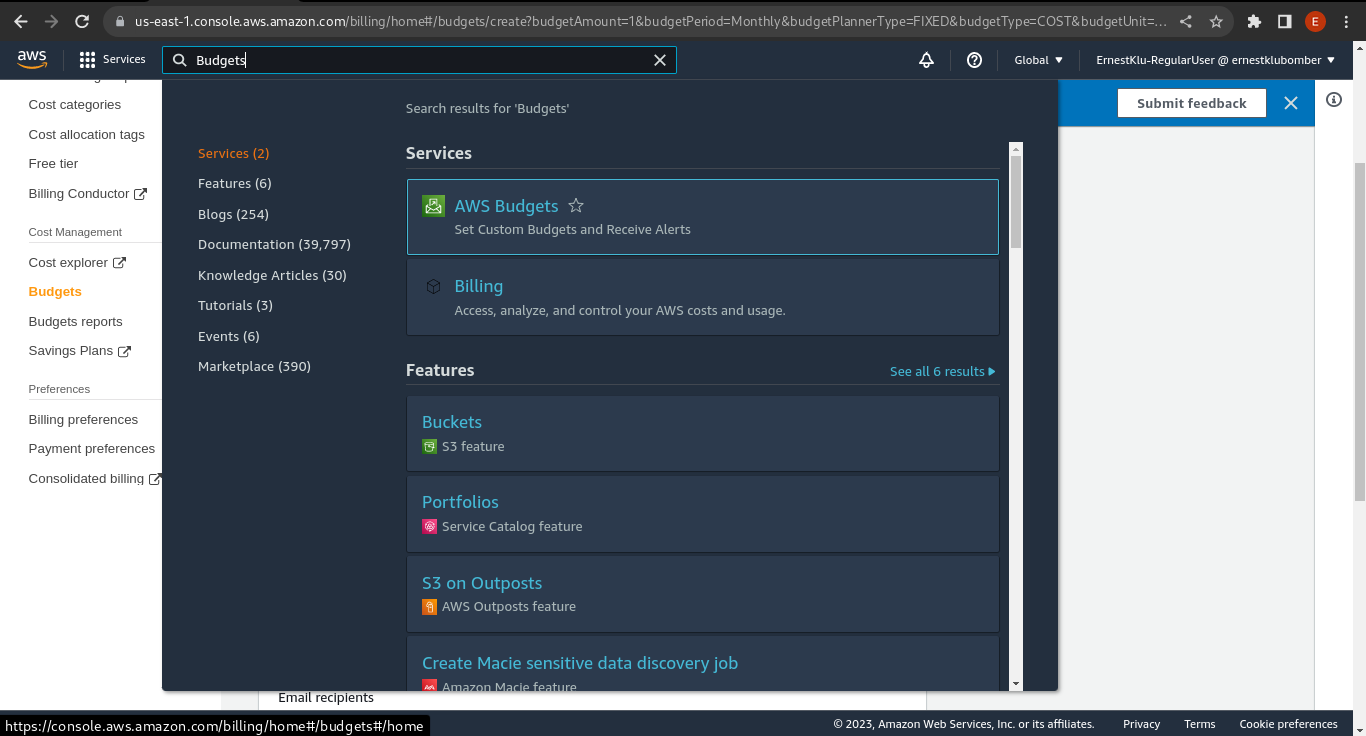 us-east-1.console.aws.amazon.com/billing/home#/budgets/create?budgetAmount=1&budgetPeriod=Monthly&budgetPlannerType=FIXED&budgetType=COST&budgetUnit=...
E
aws
Services
Budgets
Global
ErnestKlu-RegularUser @ ernestklubomber
Submit feedback
Cost categories
Cost allocation tags
Free tier
Billing Conductor
Cost Management
Cost explorer
Budgets
Budgets reports
Savings Plans
Preferences
Billing preferences
Payment preferences
Consolidated billing
Search results for 'Budgets'
Services (2)
Features (6)
Blogs (254)
Documentation (39,797)
Knowledge Articles (30)
Tutorials (3)
Events (6)
Marketplace (390)
Services
AWS Budgets
Set Custom Budgets and Receive Alerts
Billing
Access, analyze, and control your AWS costs and usage.
Features
See all 6 results
Buckets
S3 feature
Portfolios
Service Catalog feature
S3 on Outposts
AWS Outposts feature
Create Macie sensitive data discovery job
Amazon Macie feature
Email recipients
https://console.aws.amazon.com/billing/home#/budgets#/home
© 2023, Amazon Web Services, Inc. or its affiliates.
Privacy
Terms
Cookie preferences